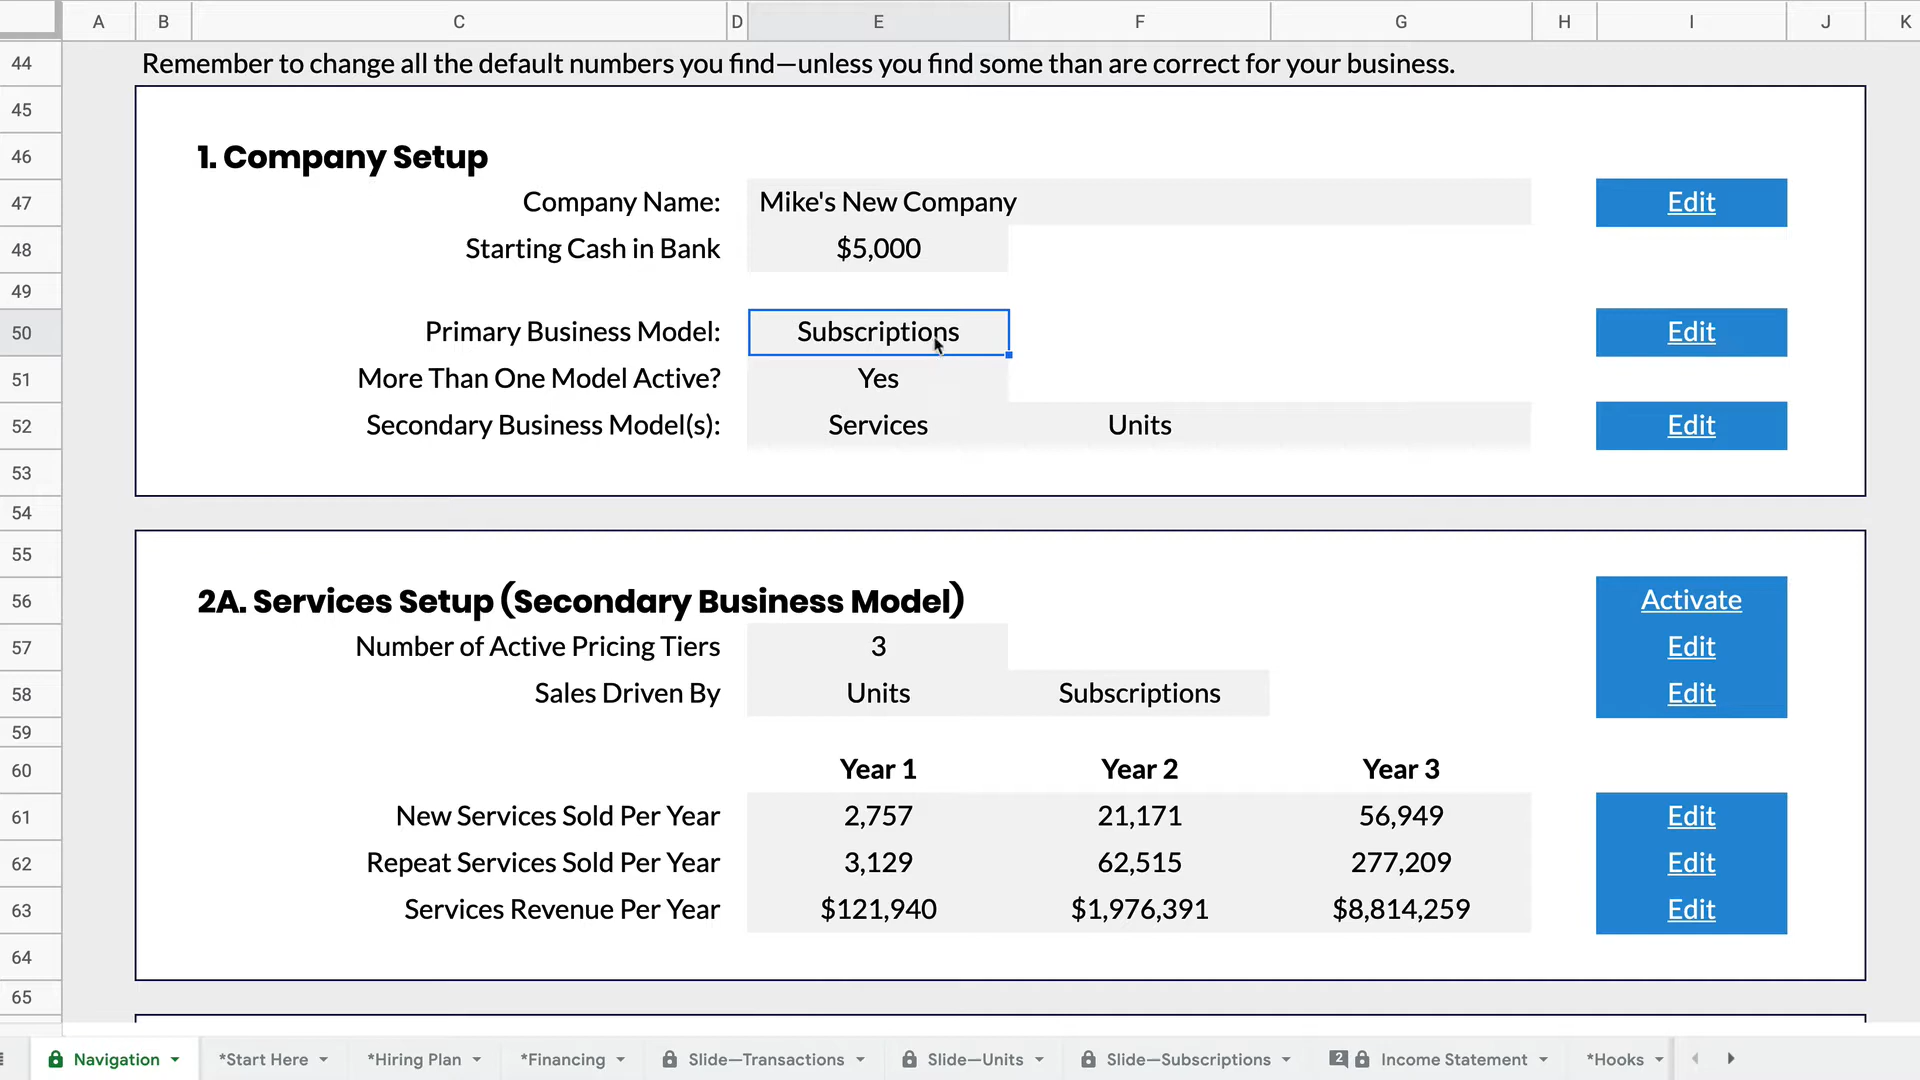 A B C D E F G H I J K
44 Remember to change all the default numbers you find—unless you find some than are correct for your business.
45
46 1. Company Setup
47 Company Name: Mike's New Company Edit
48 Starting Cash in Bank $5,000
49
50 Primary Business Model: Subscriptions Edit
51 More Than One Model Active? Yes
52 Secondary Business Model(s): Services Units Edit
53
54
55
56 2A. Services Setup (Secondary Business Model) Activate
57 Number of Active Pricing Tiers 3 Edit
58 Sales Driven By Units Subscriptions Edit
59
60 Year 1 Year 2 Year 3
61 New Services Sold Per Year 2,757 21,171 56,949 Edit
62 Repeat Services Sold Per Year 3,129 62,515 277,209 Edit
63 Services Revenue Per Year $121,940 $1,976,391 $8,814,259 Edit
64
65
Navigation *Start Here *Hiring Plan *Financing Slide—Transactions Slide—Units Slide—Subscriptions 2 Income Statement *Hooks